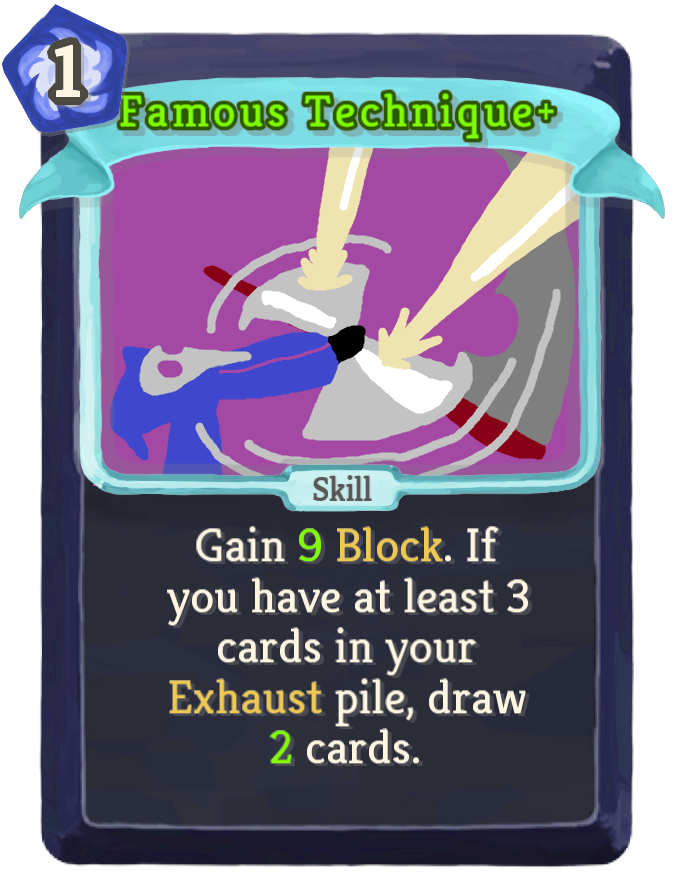 1
Famous Technique+
Skill
Gain 9 Block. If
you have at least 3
cards in your
Exhaust pile, draw
2 cards.